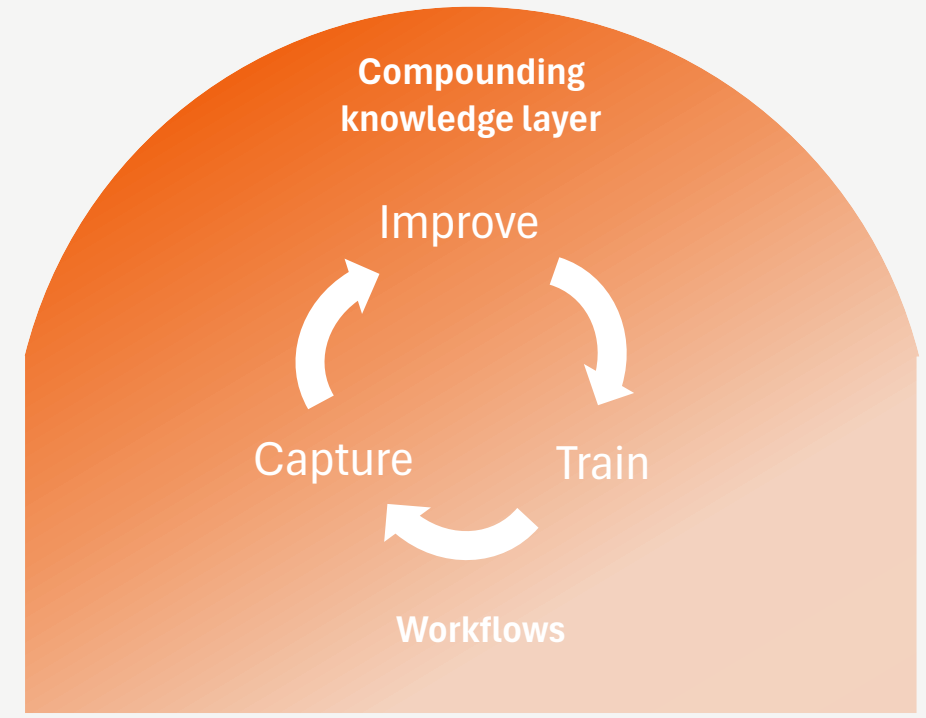 Compounding
knowledge layer
Improve
Capture
Train
Workflows